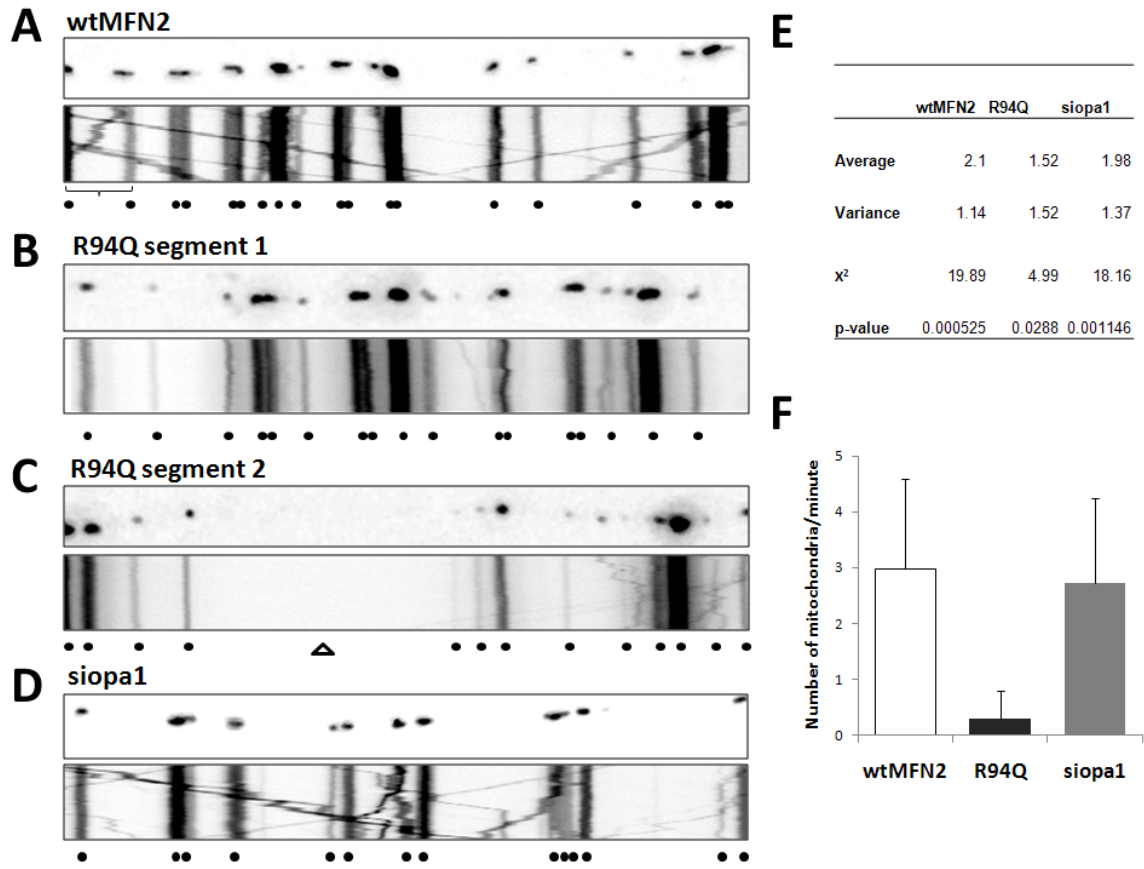 A
wtMFN2
B
R94Q segment 1
C
R94Q segment 2
D
siopa1
E
wtMFN2 R94Q siopa1
Average 2.1 1.52 1.98
Variance 1.14 1.52 1.37
X² 19.89 4.99 18.16
p-value 0.000525 0.0288 0.001146
F
Number of mitochondria/minute
5
4
3
2
1
0
wtMFN2 R94Q siopa1